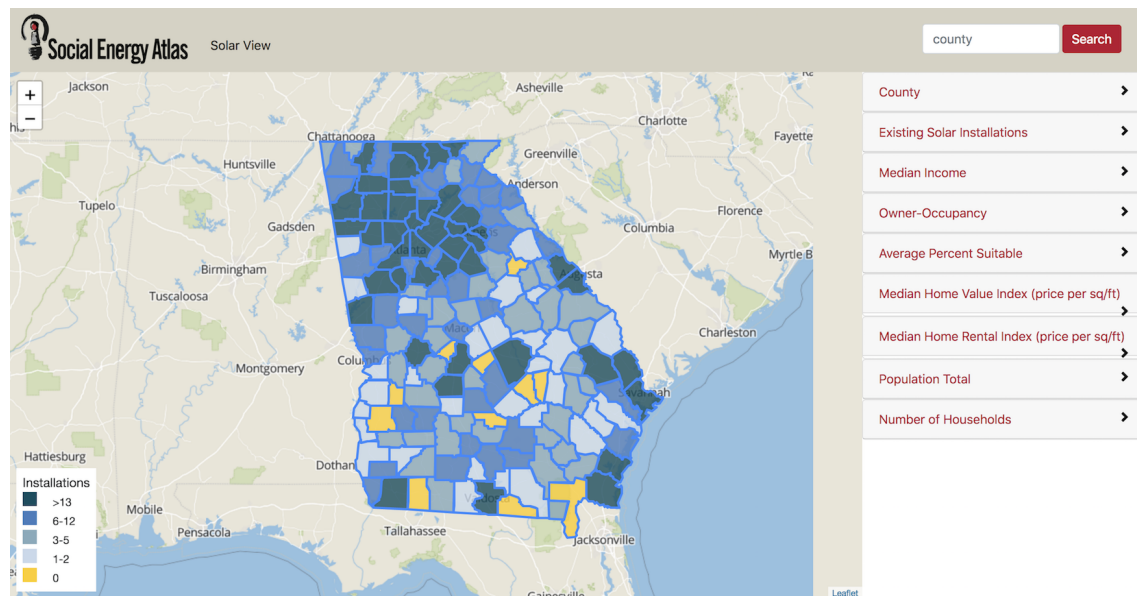 Social Energy Atlas
Solar View
county
Search
+
−
Jackson
Asheville
Charlotte
Chattanooga
Fayette
Greenville
Huntsville
Anderson
Tupelo
Florence
Gadsden
Columbia
Atlanta
Myrtle B
Birmingham
Augusta
Tuscaloosa
Charleston
Columbus
Montgomery
Savannah
Hattiesburg
Dothan
Valdosta
Mobile
Tallahassee
Pensacola
Jacksonville
Gainesville
Leaflet
Installations
>13
6-12
3-5
1-2
0
County
Existing Solar Installations
Median Income
Owner-Occupancy
Average Percent Suitable
Median Home Value Index (price per sq/ft)
Median Home Rental Index (price per sq/ft)
Population Total
Number of Households